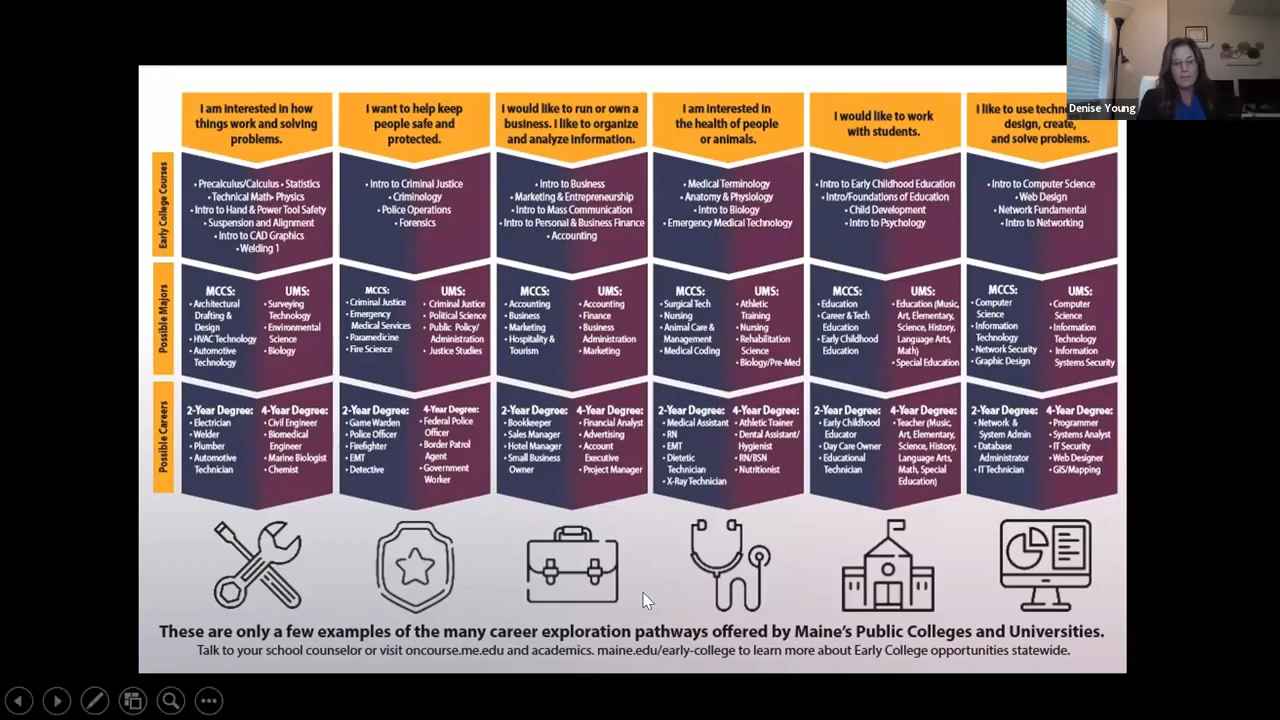 Denise Young
I am interested in how
things work and solving
problems.
I want to help keep
people safe and
protected.
I would like to run or own a
business. I like to organize
and analyze information.
I am interested in
the health of people
or animals.
I would like to work
with students.
I like to use
design, create,
and solve problems.
Early College Courses
• Precalculus/Calculus • Statistics
Technical Math• Physics
• Intro to Hand & Power Tool Safety
• Suspension and Alignment
• Intro to CAD Graphics
• Welding 1
• Intro to Criminal Justice
• Criminology
• Police Operations
• Forensics
• Intro to Business
• Marketing & Entrepreneurship
• Intro to Mass Communication
• Intro to Personal & Business Finance
• Accounting
• Medical Terminology
• Anatomy & Physiology
• Intro to Biology
• Emergency Medical Technology
• Intro to Early Childhood Education
• Intro/Foundations of Education
• Child Development
• Intro to Psychology
• Intro to Computer Science
• Web Design
• Network Fundamental
• Intro to Networking
Possible Majors
MCCS:
• Architectural
Drafting &
Design
• HVAC Technology
• Automotive
Technology
UMS:
• Surveying
Technology
• Environmental
Science
• Biology
MCCS:
• Criminal Justice
• Emergency
Medical Services
• Paramedicine
• Fire Science
UMS:
• Criminal Justice
• Political Science
• Public Policy/
Administration
• Justice Studies
MCCS:
• Accounting
• Business
• Marketing
• Hospitality &
Tourism
UMS:
• Accounting
• Finance
• Business
Administration
• Marketing
MCCS:
• Surgical Tech
• Nursing
• Animal Care &
Management
• Medical Coding
UMS:
• Athletic
Training
• Nursing
• Rehabilitation
Science
• Biology/Pre-Med
MCCS:
• Education
• Career & Tech
Education
• Early Childhood
Education
UMS:
• Education (Music,
Art, Elementary,
Science, History,
Language Arts,
Math)
• Special Education
MCCS:
• Computer
Science
• Information
Technology
• Network Security
• Graphic Design
UMS:
• Computer
Science
• Information
Technology
• Information
Systems Security
Possible Careers
2-Year Degree:
• Electrician
• Welder
• Plumber
• Automotive
Technician
4-Year Degree:
• Civil Engineer
• Biomedical
Engineer
• Marine Biologist
• Chemist
2-Year Degree:
• Game Warden
• Police Officer
• Firefighter
• EMT
• Detective
4-Year Degree:
• Federal Police
Officer
• Border Patrol
Agent
• Government
Worker
2-Year Degree:
• Bookkeeper
• Sales Manager
• Hotel Manager
• Small Business
Owner
4-Year Degree:
• Financial Analyst
• Advertising
• Account
Executive
• Project Manager
2-Year Degree:
• Medical Assistant
• RN
• EMT
• Dietetic
Technician
• X-Ray Technician
4-Year Degree:
• Athletic Trainer
• Dental Assistant/
Hygienist
• RN/BSN
• Nutritionist
2-Year Degree:
• Early Childhood
Educator
• Day Care Owner
• Educational
Technician
4-Year Degree:
• Teacher (Music,
Art, Elementary,
Science, History,
Language Arts,
Math, Special
Education)
2-Year Degree:
• Network &
System Admin
• Database
Administrator
• IT Technician
4-Year Degree:
• Programmer
• Systems Analyst
• IT Security
• Web Designer
• GIS/Mapping
These are only a few examples of the many career exploration pathways offered by Maine's Public Colleges and Universities.
Talk to your school counselor or visit oncourse.me.edu and academics. maine.edu/early-college to learn more about Early College opportunities statewide.